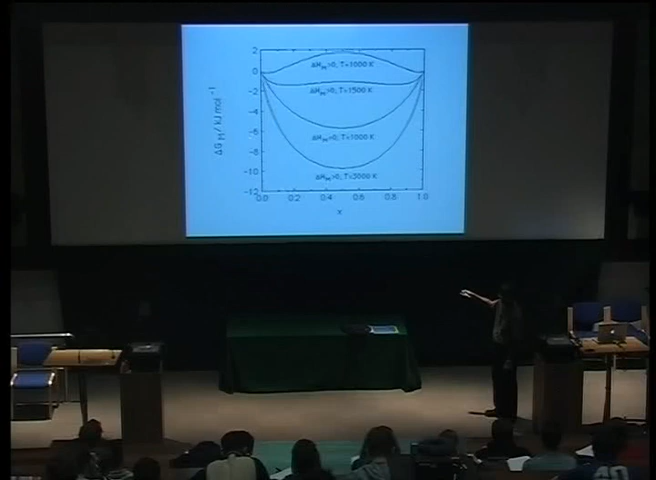 2
0
-2
-4
-6
-8
-10
-12
ΔG_M / kJ mol⁻¹
ΔH_M>0; T=1000 K
ΔH_M>0; T=1500 K
ΔH_M=0; T=1000 K
ΔH_M>0; T=3000 K
0.0 0.2 0.4 0.6 0.8 1.0
x